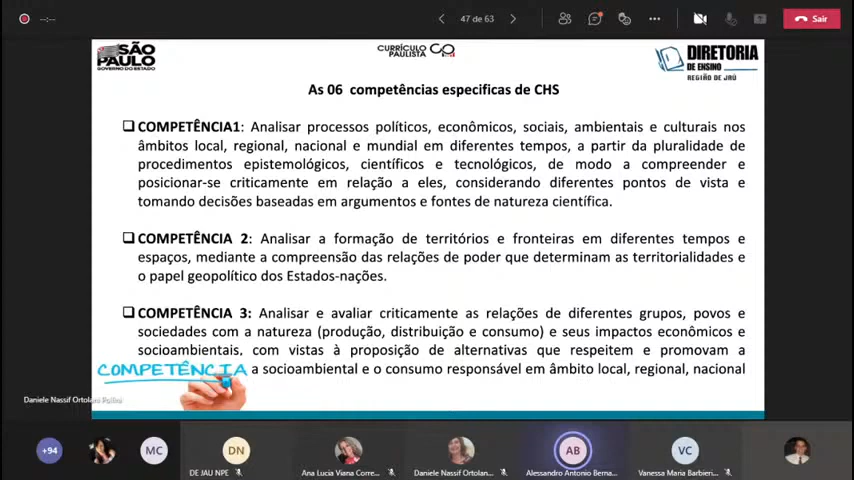 --:--
47 de 63
Sair
SÃO PAULO
GOVERNO DO ESTADO
CURRÍCULO
PAULISTA
DIRETORIA
DE ENSINO
REGIÃO DE JAÚ
As 06 competências especificas de CHS
COMPETÊNCIA1: Analisar processos políticos, econômicos, sociais, ambientais e culturais nos
âmbitos local, regional, nacional e mundial em diferentes tempos, a partir da pluralidade de
procedimentos epistemológicos, científicos e tecnológicos, de modo a compreender e
posicionar-se criticamente em relação a eles, considerando diferentes pontos de vista e
tomando decisões baseadas em argumentos e fontes de natureza científica.
COMPETÊNCIA 2: Analisar a formação de territórios e fronteiras em diferentes tempos e
espaços, mediante a compreensão das relações de poder que determinam as territorialidades e
o papel geopolítico dos Estados-nações.
COMPETÊNCIA 3: Analisar e avaliar criticamente as relações de diferentes grupos, povos e
sociedades com a natureza (produção, distribuição e consumo) e seus impactos econômicos e
socioambientais, com vistas à proposição de alternativas que respeitem e promovam a
COMPETÊNCIA a socioambiental e o consumo responsável em âmbito local, regional, nacional
Daniele Nassif Ortolani
+94
MC
DN
AB
VC
DE JAU NPE
Ana Lucia Viana Corre...
Daniele Nassif Ortolan...
Alessandro Antonio Berna...
Vanessa Maria Barbieri...